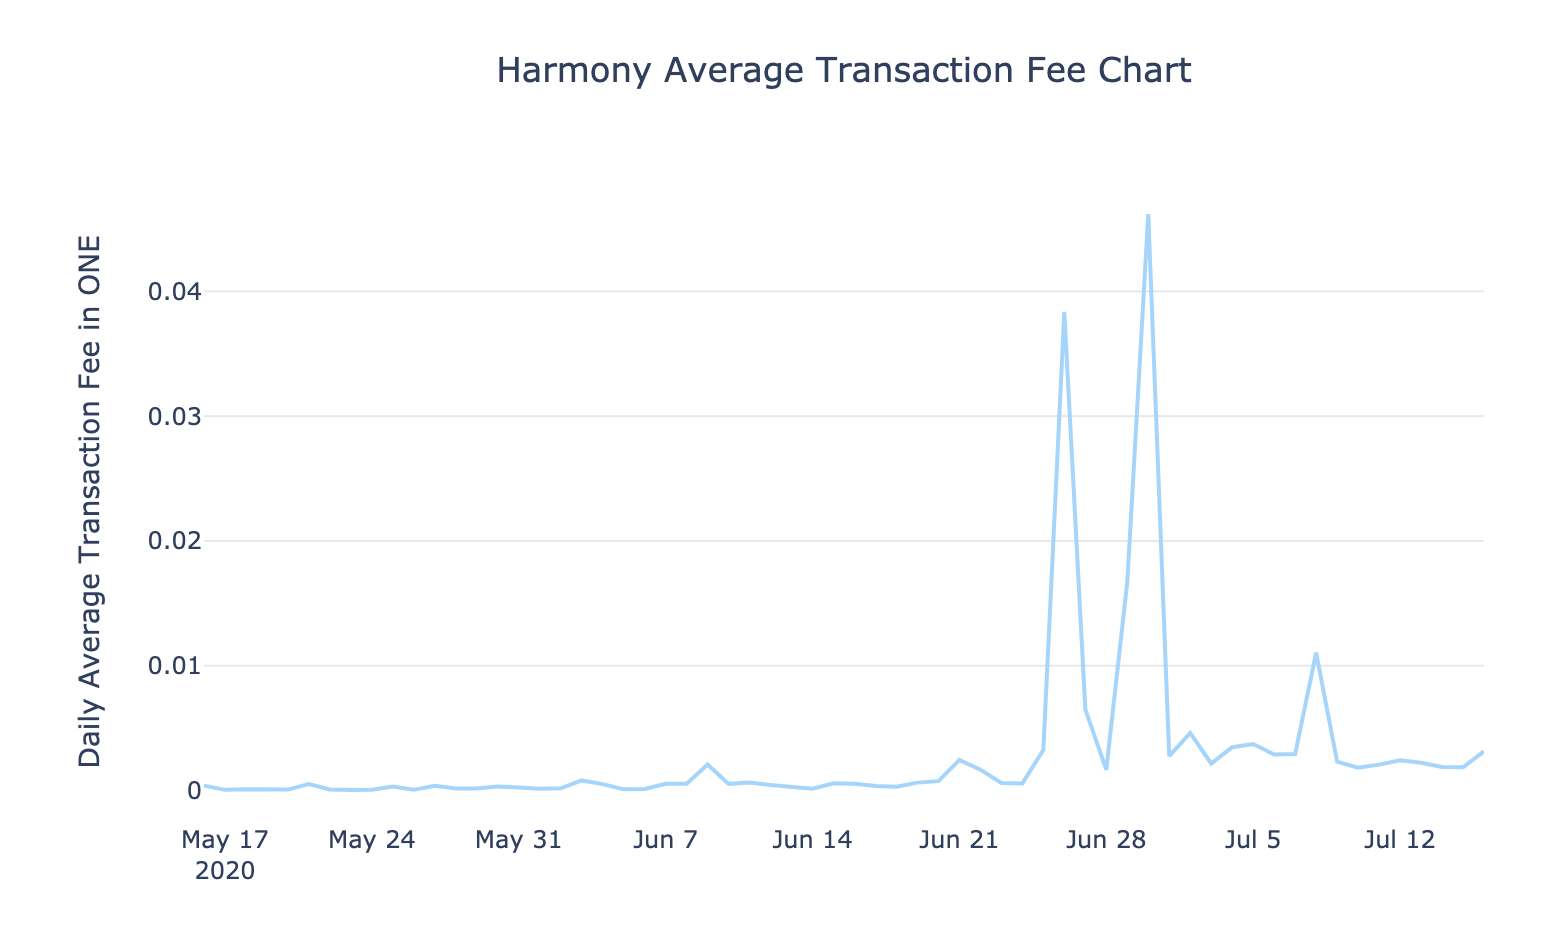 Harmony Average Transaction Fee Chart
Daily Average Transaction Fee in ONE
0.04
0.03
0.02
0.01
0
May 17 May 24 May 31 Jun 7 Jun 14 Jun 21 Jun 28 Jul 5 Jul 12
2020